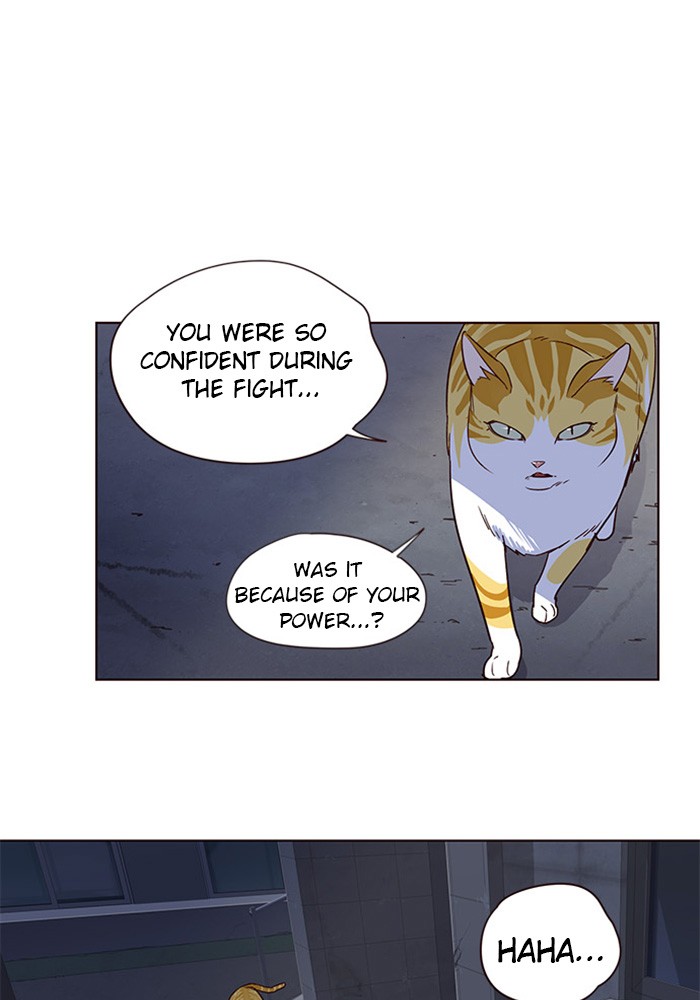 YOU WERE SO
CONFIDENT DURING
THE FIGHT...
WAS IT
BECAUSE OF YOUR
POWER...?
HAHA...